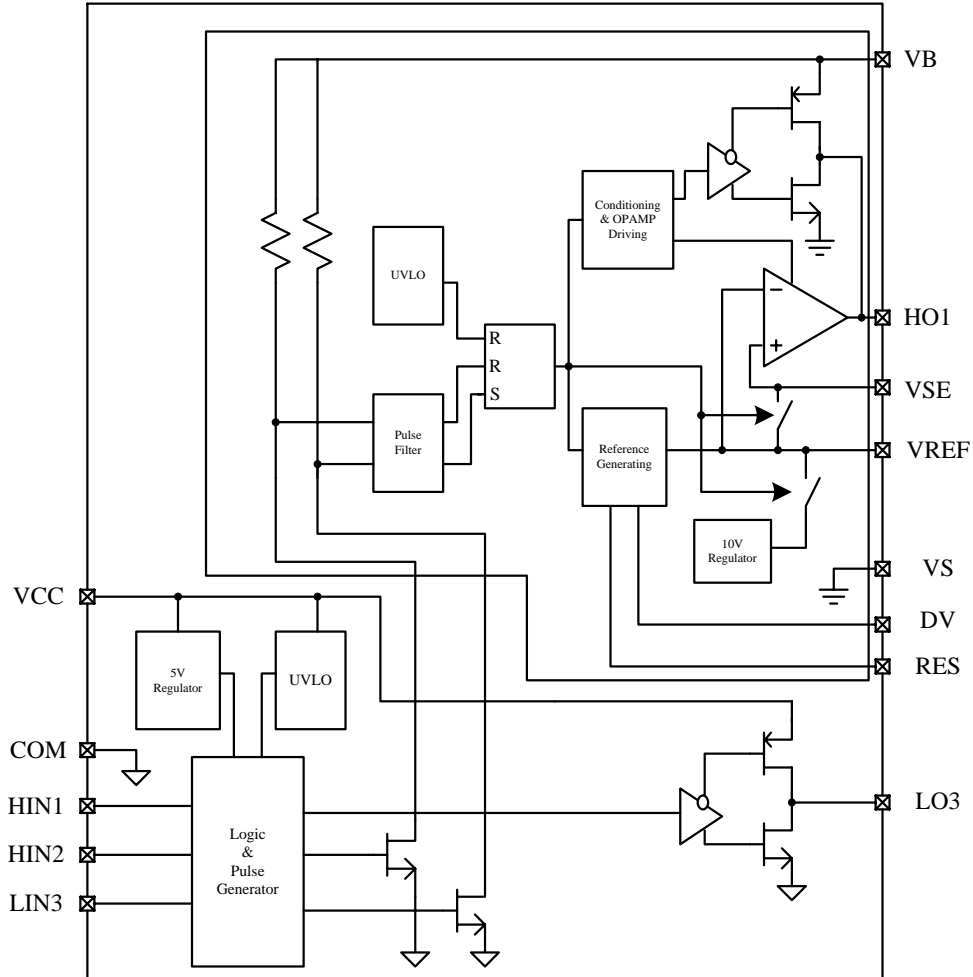 VB
Conditioning
& OPAMP
Driving
UVLO
HO1
R
R
S
VSE
Pulse
Filter
Reference
Generating
VREF
10V
Regulator
VS
VCC
DV
5V
Regulator
UVLO
RES
COM
HIN1
LO3
Logic
&
Pulse
Generator
HIN2
LIN3